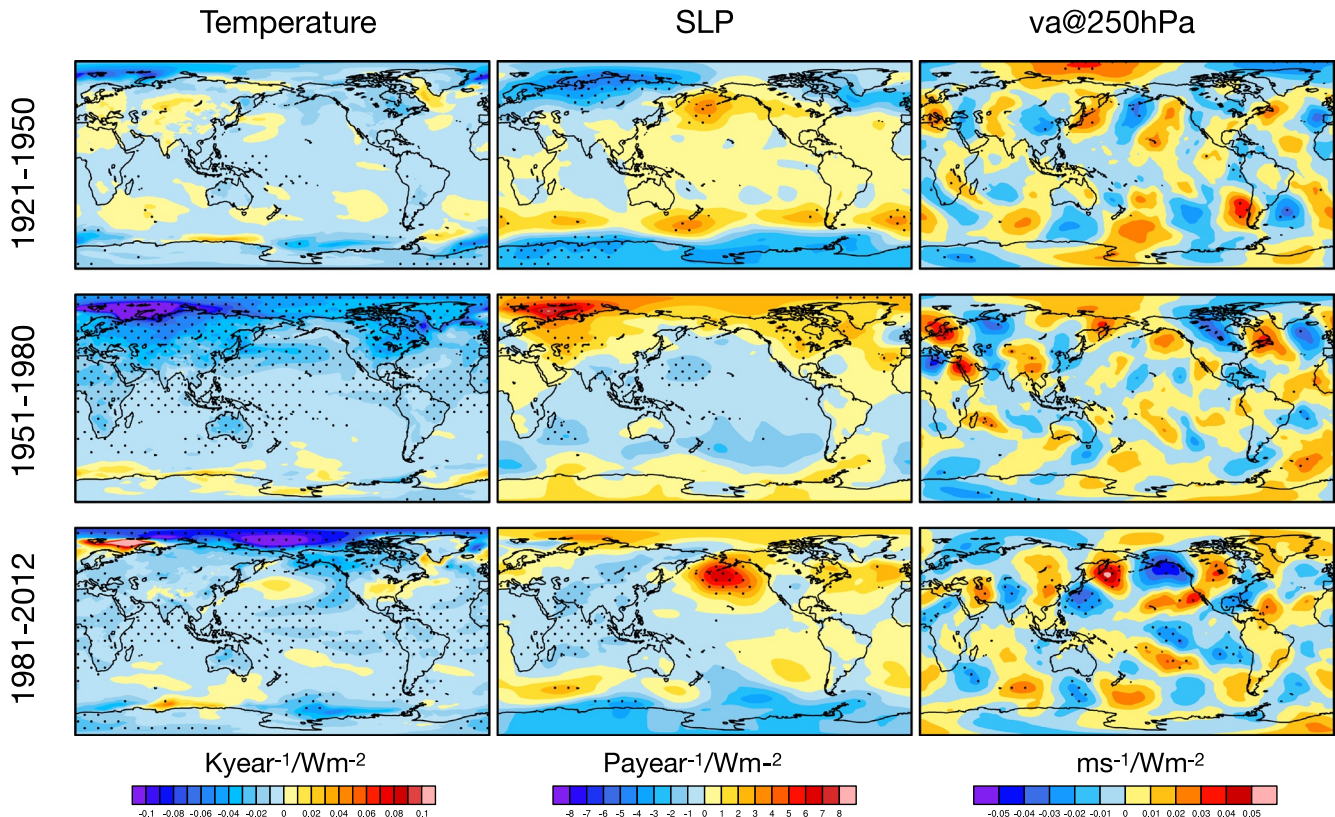 Temperature SLP va@250hPa
1921-1950
1951-1980
1981-2012
Kyear-1/Wm-2 Payear-1/Wm-2 ms-1/Wm-2
-0.1 -0.08 -0.06 -0.04 -0.02 0 0.02 0.04 0.06 0.08 0.1 -8 -7 -6 -5 -4 -3 -2 -1 0 1 2 3 4 5 6 7 8 -0.05 -0.04 -0.03 -0.02 -0.01 0 0.01 0.02 0.03 0.04 0.05